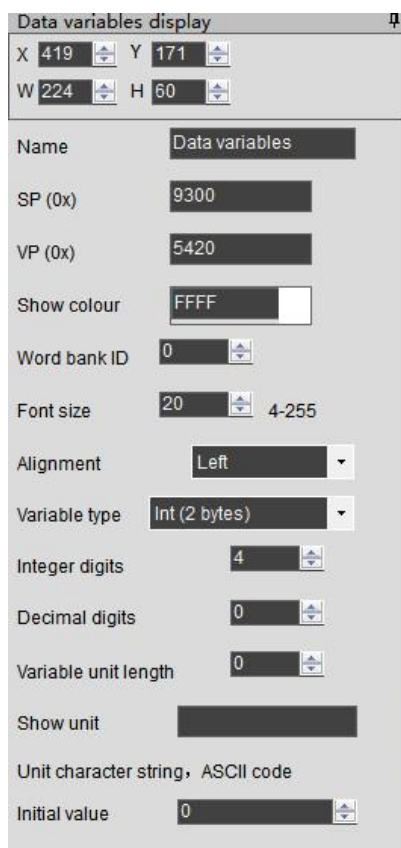 Data variables display
X 419 Y 171
W 224 H 60
Name Data variables
SP (0x) 9300
VP (0x) 5420
Show colour FFFF
Word bank ID 0
Font size 20 4-255
Alignment Left
Variable type Int (2 bytes)
Integer digits 4
Decimal digits 0
Variable unit length 0
Show unit
Unit character string，ASCII code
Initial value 0